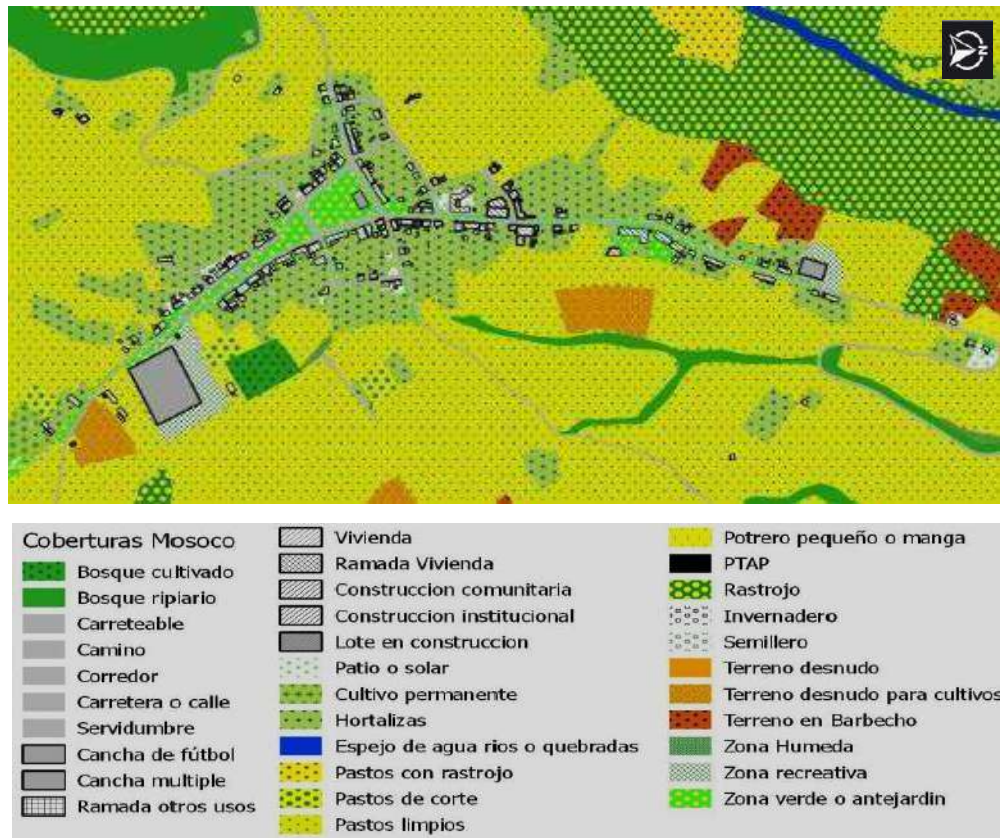 N
Coberturas Mosoco
Bosque cultivado
Bosque ripiario
Carreteable
Camino
Corredor
Carretera o calle
Servidumbre
Cancha de fútbol
Cancha multiple
Ramada otros usos
Vivienda
Ramada Vivienda
Construccion comunitaria
Construccion institucional
Lote en construccion
Patio o solar
Cultivo permanente
Hortalizas
Espejo de agua rios o quebradas
Pastos con rastrojo
Pastos de corte
Pastos limpios
Potrero pequeño o manga
PTAP
Rastrojo
Invernadero
Semillero
Terreno desnudo
Terreno desnudo para cultivos
Terreno en Barbecho
Zona Humeda
Zona recreativa
Zona verde o antejardin